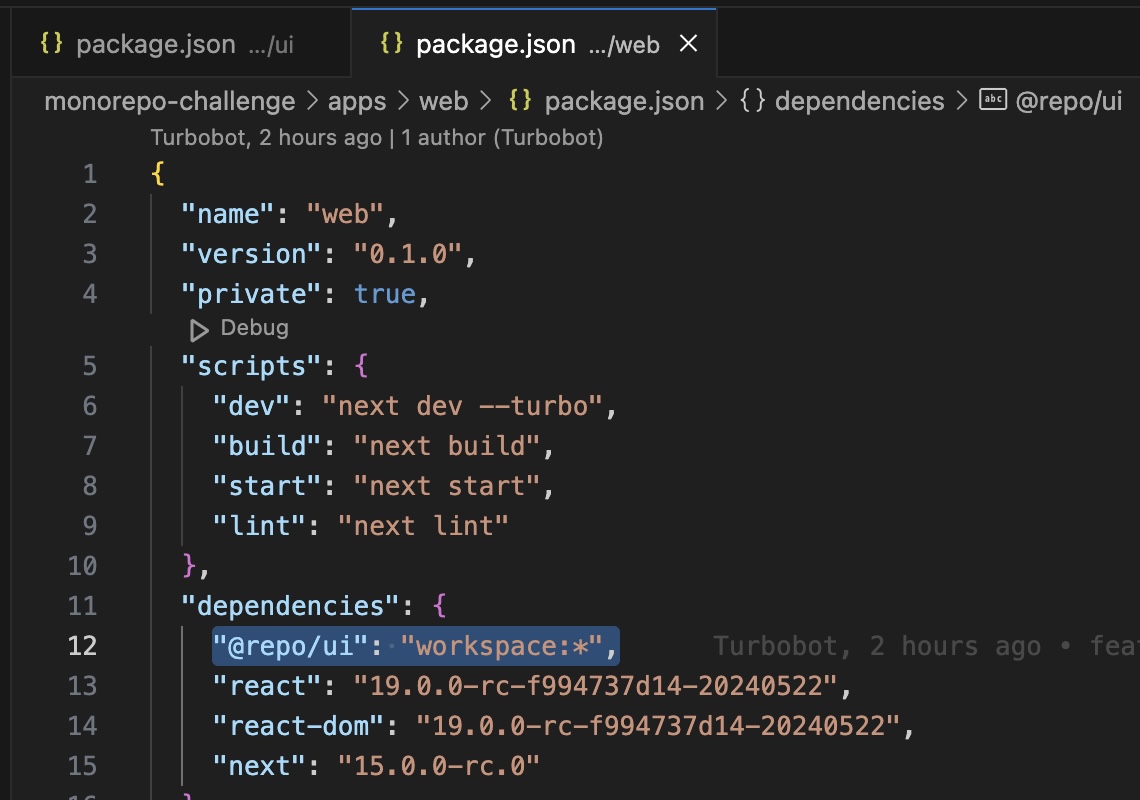 {} package.json .../ui {} package.json .../web ×
monorepo-challenge > apps > web > {} package.json > {} dependencies > abc @repo/ui
Turbobot, 2 hours ago | 1 author (Turbobot)
1 {
2 "name": "web",
3 "version": "0.1.0",
4 "private": true,
Debug
5 "scripts": {
6 "dev": "next dev --turbo",
7 "build": "next build",
8 "start": "next start",
9 "lint": "next lint"
10 },
11 "dependencies": {
12 "@repo/ui": "workspace:*", Turbobot, 2 hours ago •
13 "react": "19.0.0-rc-f994737d14-20240522",
14 "react-dom": "19.0.0-rc-f994737d14-20240522",
15 "next": "15.0.0-rc.0"